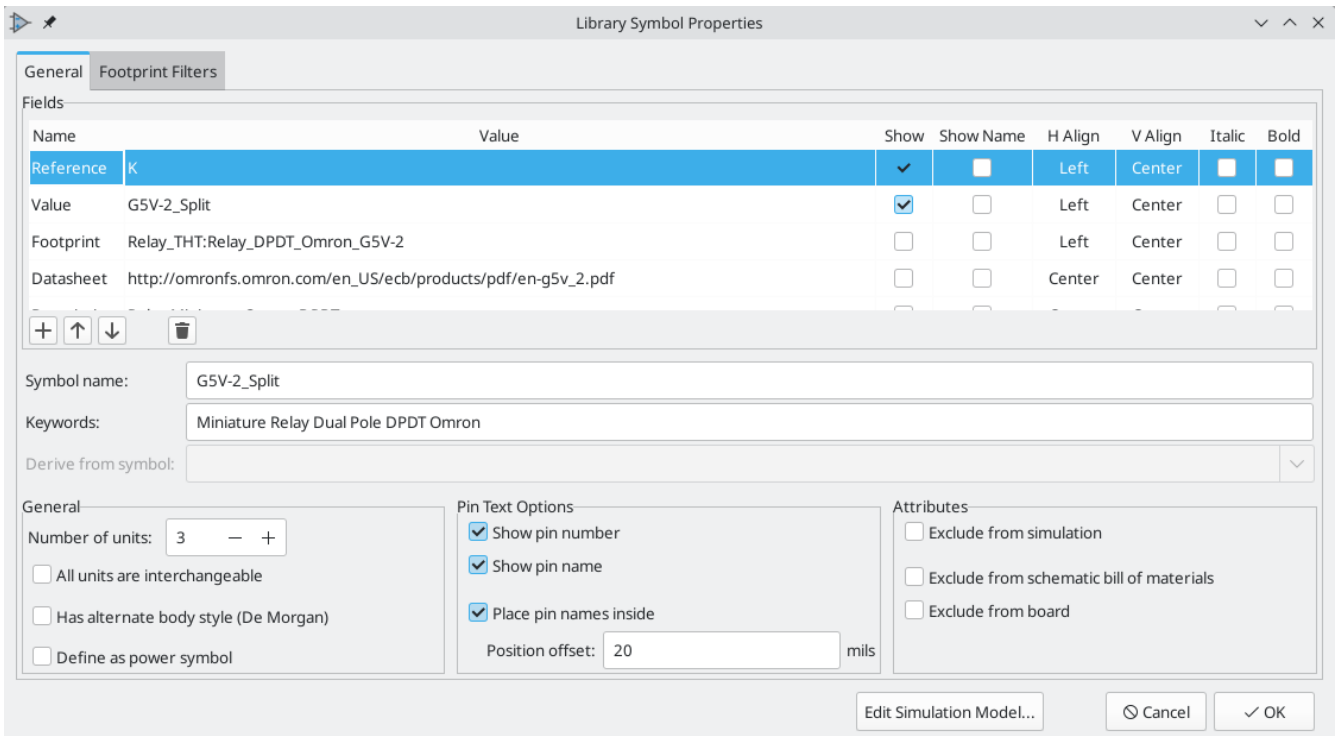 Library Symbol Properties
General Footprint Filters
Fields
Name Value Show Show Name H Align V Align Italic Bold
Reference K Left Center
Value G5V-2_Split Left Center
Footprint Relay_THT:Relay_DPDT_Omron_G5V-2 Left Center
Datasheet http://omronfs.omron.com/en_US/ecb/products/pdf/en-g5v_2.pdf Center Center
Symbol name: G5V-2_Split
Keywords: Miniature Relay Dual Pole DPDT Omron
Derive from symbol:
General Pin Text Options Attributes
Number of units: 3 Show pin number Exclude from simulation
All units are interchangeable Show pin name Exclude from schematic bill of materials
Has alternate body style (De Morgan) Place pin names inside Exclude from board
Define as power symbol Position offset: 20 mils
Edit Simulation Model... Cancel OK